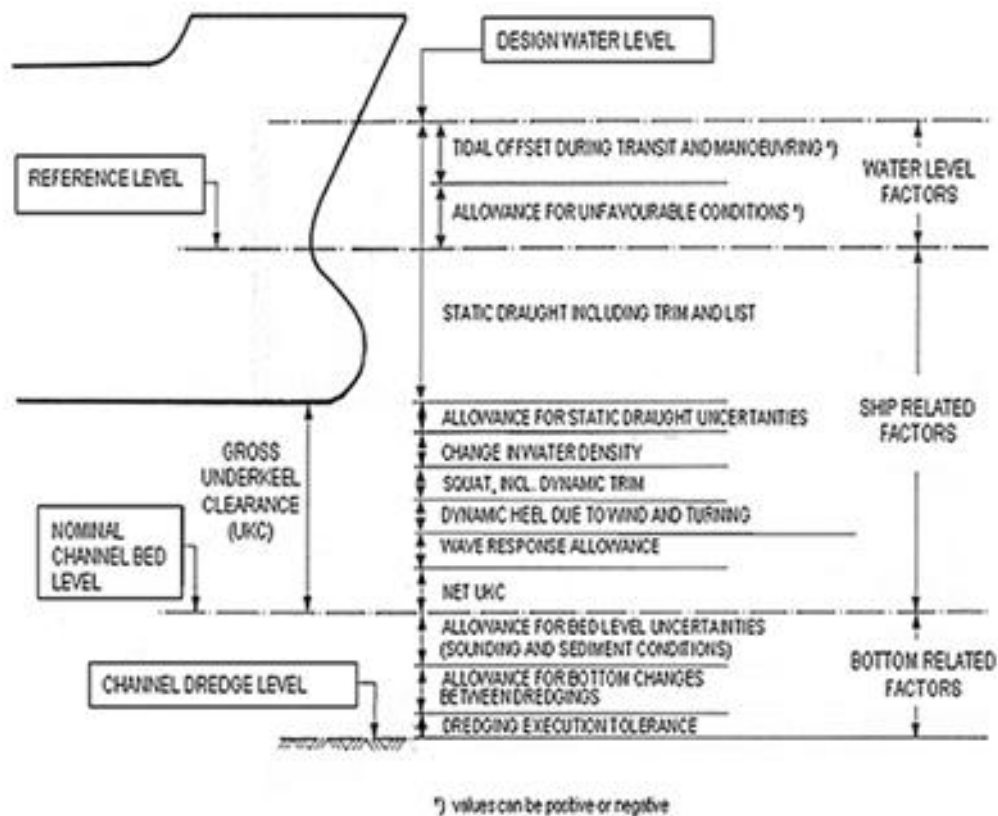 DESIGN WATER LEVEL
TIDAL OFFSET DURING TRANSIT AND MANOEUVRING *)
REFERENCE LEVEL
WATER LEVEL
FACTORS
ALLOWANCE FOR UNFAVOURABLE CONDITIONS *)
STATIC DRAUGHT INCLUDING TRIM AND LIST
ALLOWANCE FOR STATIC DRAUGHT UNCERTANTIES
SHIP RELATED
FACTORS
CHANGE IN WATER DENSITY
GROSS
UNDERKEEL
CLEARANCE
(UKC)
SQUAT, INCL. DYNAMIC TRIM
DYNAMIC HEEL DUE TO WIND AND TURNING
NOMINAL
CHANNEL BED
LEVEL
WAVE RESPONSE ALLOWANCE
NET UKC
ALLOWANCE FOR BED LEVEL UNCERTAINTIES
(SOUNDING AND SEDIMENT CONDITIONS)
BOTTOM RELATED
FACTORS
CHANNEL DREDGE LEVEL
ALLOWANCE FOR BOTTOM CHANGES
BETWEEN DREDGINGS
DREDGING EXECUTION TOLERANCE
*) values can be positive or negative